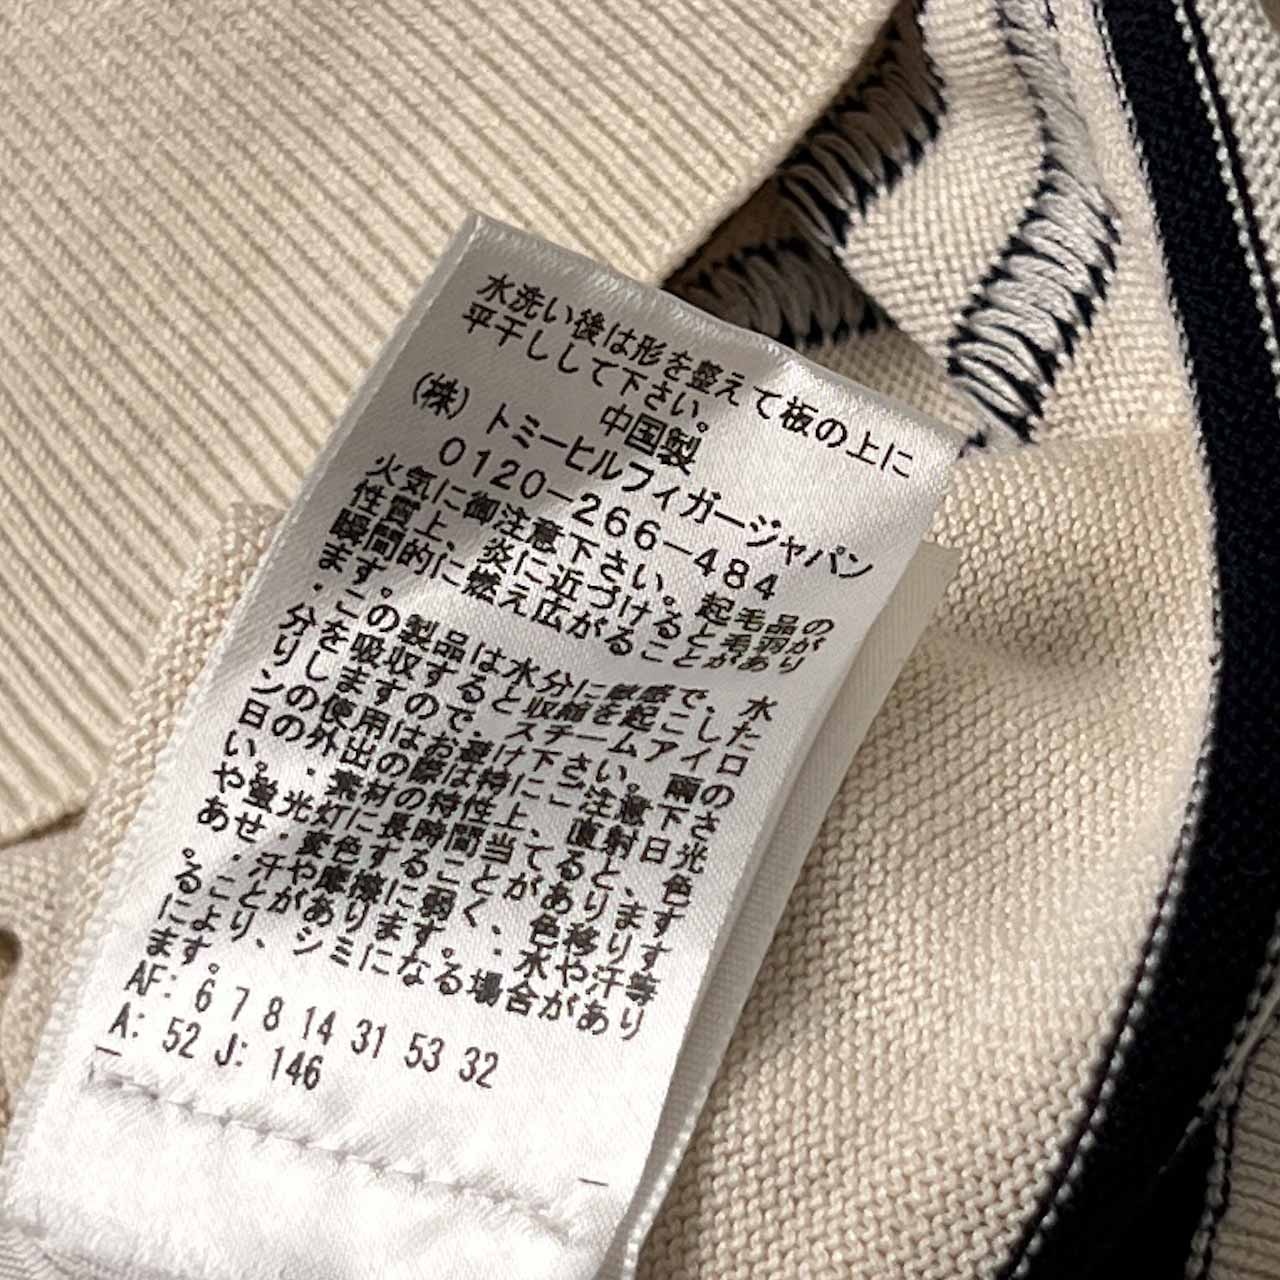 水洗い後は形を整えて板の上に
平干しして下さい。
中国製
(株)トミーヒルフィガージャパン
0120-266-484
火気に御注意下さい。起毛品の
性質上、炎に近づけると毛羽が
瞬間的に燃え広がることがあり
ます。
・この製品は水分に敏感で、水
分を吸収すると収縮を起こした
りしますので、スチームアイロ
ンの使用はお避け下さい。雨の
日の外出の際は特にご注意下さ
い。・素材の特性上、直射日光
や蛍光灯に長時間当てると、色
あせ・変色することがあります
。・汗や摩擦に弱く、色移りす
ることがあります。・水や汗等
により、シミになる場合があり
ます。
AF: 6 7 8 14 31 53 32
A: 52 J: 146